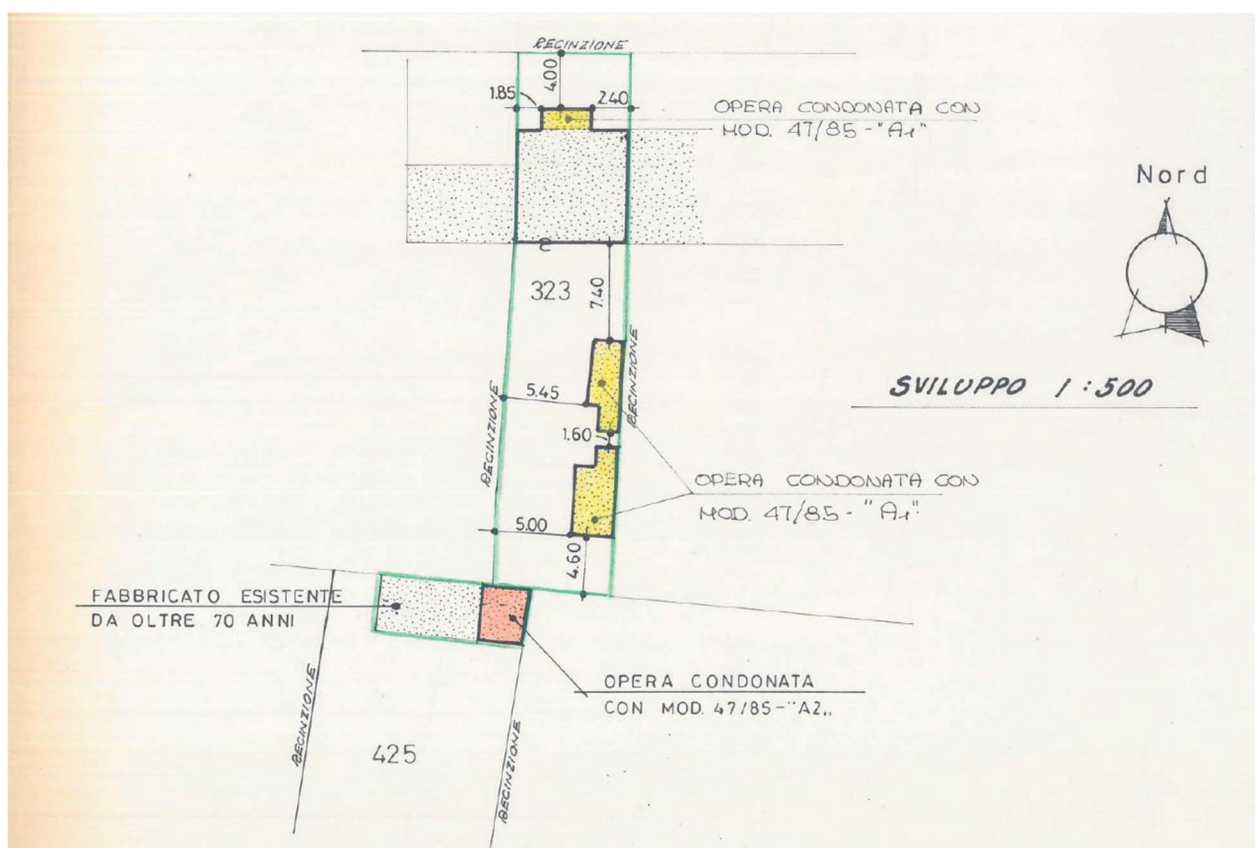 RECINZIONE
4.00
1.85
2.40
OPERA CONDONATA CON
MOD. 47/85-"A1"
Nord
323
7.40
RECINZIONE
SVILUPPO 1:500
5.45
RECINZIONE
1.60
OPERA CONDONATA CON
MOD. 47/85-"A1"
5.00
4.60
FABBRICATO ESISTENTE
DA OLTRE 70 ANNI
OPERA CONDONATA
CON MOD. 47/85-"A2„
RECINZIONE
425
RECINZIONE